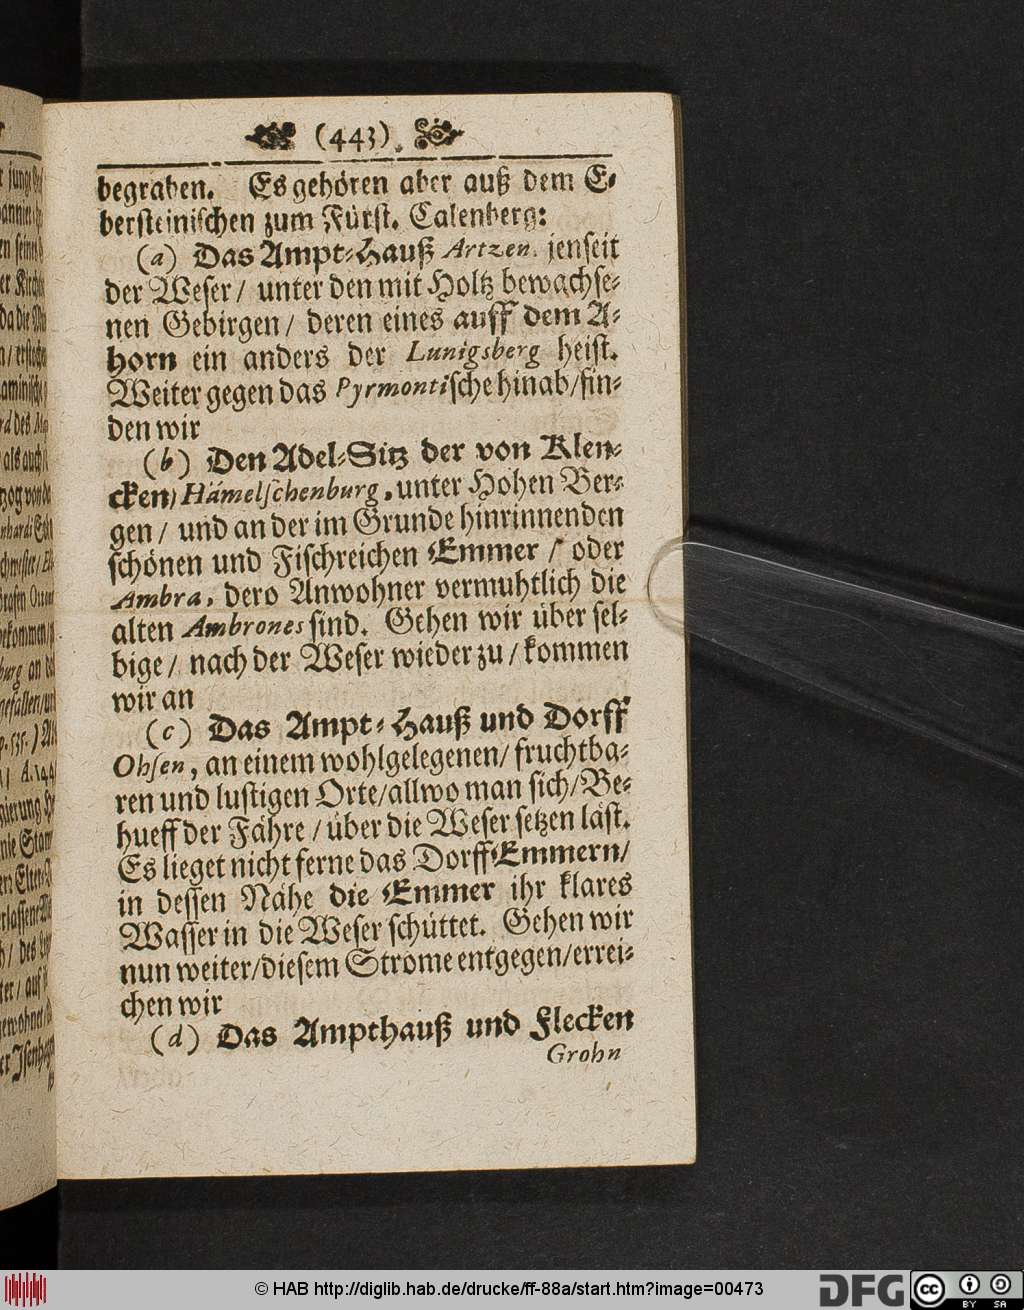 (443).
begraben. Es gehören aber auß dem E-
bersteinischen zum Fürst. Calenberg:
(a) Das Ampt-Hauß Artzen. jenseit
der Weser / unter den mit Holtz bewachse-
nen Gebirgen / deren eines auff dem A-
horn ein anders der Lunigsberg heist.
Weiter gegen das Pyrmontische hinab / fin-
den wir
(b) Den Adel-Sitz der von Klen-
cken) Hämelschenburg, unter Hohen Ber-
gen / und an der im Grunde hinrinnenden
schönen und Fischreichen Emmer / oder
Ambra, dero Anwohner vermuhtlich die
alten Ambrones sind. Gehen wir über sel-
bige / nach der Weser wieder zu / kommen
wir an
(c) Das Ampt-Hauß und Dorff
Ohsen, an einem wohlgelegenen / fruchtba-
ren und lustigen Orte / allwo man sich / Be-
hueff der Fähre / über die Weser setzen läst.
Es lieget nicht ferne das Dorff Emmern /
in dessen Nähe die Emmer ihr klares
Wasser in die Weser schüttet. Gehen wir
nun weiter / diesem Strome entgegen / errei-
chen wir
(d) Das Ampthauß und Flecken
Grohn
© HAB http://diglib.hab.de/drucke/ff-88a/start.htm?image=00473
DFG
cc
BY SA